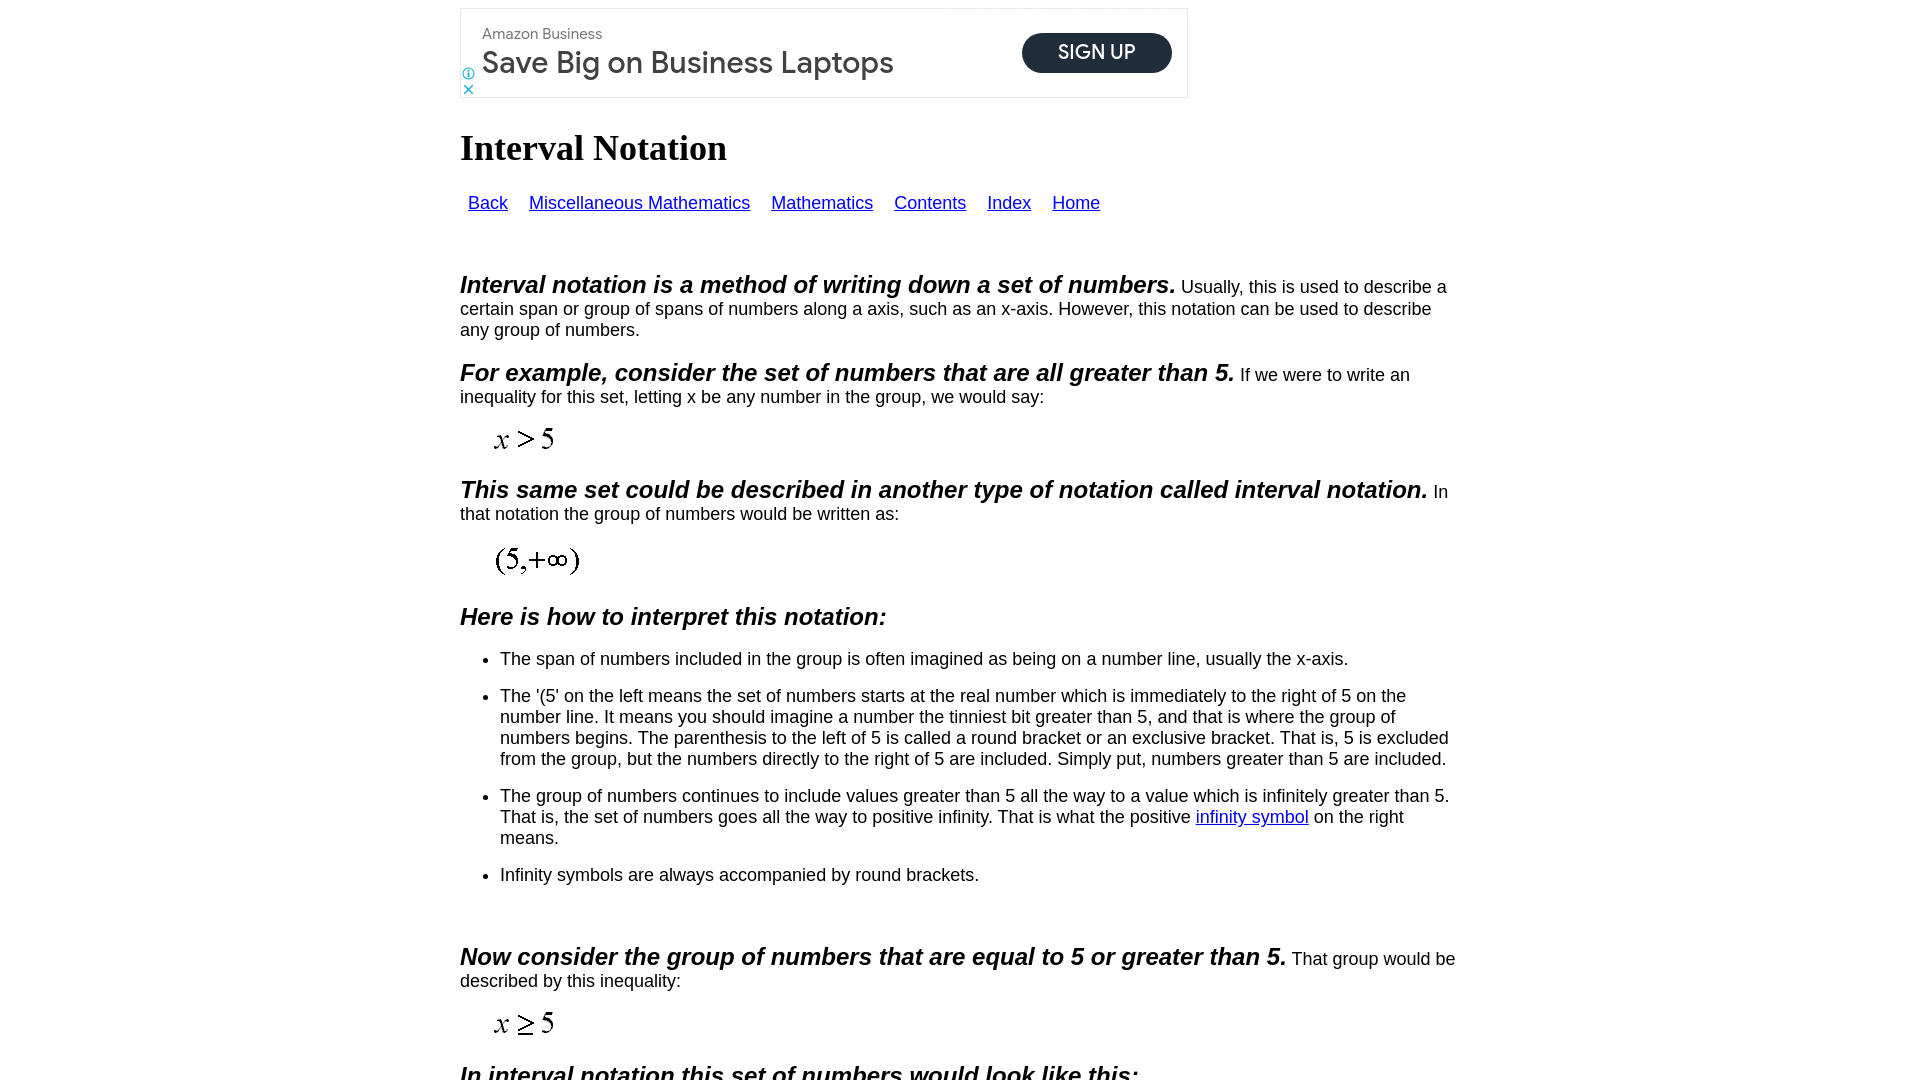 Amazon Business
Save Big on Business Laptops
SIGN UP
Interval Notation
Back Miscellaneous Mathematics Mathematics Contents Index Home
Interval notation is a method of writing down a set of numbers. Usually, this is used to describe a
certain span or group of spans of numbers along a axis, such as an x-axis. However, this notation can be used to describe
any group of numbers.
For example, consider the set of numbers that are all greater than 5. If we were to write an
inequality for this set, letting x be any number in the group, we would say:
x > 5
This same set could be described in another type of notation called interval notation. In
that notation the group of numbers would be written as:
(5,+∞)
Here is how to interpret this notation:
• The span of numbers included in the group is often imagined as being on a number line, usually the x-axis.
• The '(5' on the left means the set of numbers starts at the real number which is immediately to the right of 5 on the
number line. It means you should imagine a number the tinniest bit greater than 5, and that is where the group of
numbers begins. The parenthesis to the left of 5 is called a round bracket or an exclusive bracket. That is, 5 is excluded
from the group, but the numbers directly to the right of 5 are included. Simply put, numbers greater than 5 are included.
• The group of numbers continues to include values greater than 5 all the way to a value which is infinitely greater than 5.
That is, the set of numbers goes all the way to positive infinity. That is what the positive infinity symbol on the right
means.
• Infinity symbols are always accompanied by round brackets.
Now consider the group of numbers that are equal to 5 or greater than 5. That group would be
described by this inequality:
x ≥ 5
In interval notation this set of numbers would look like this: